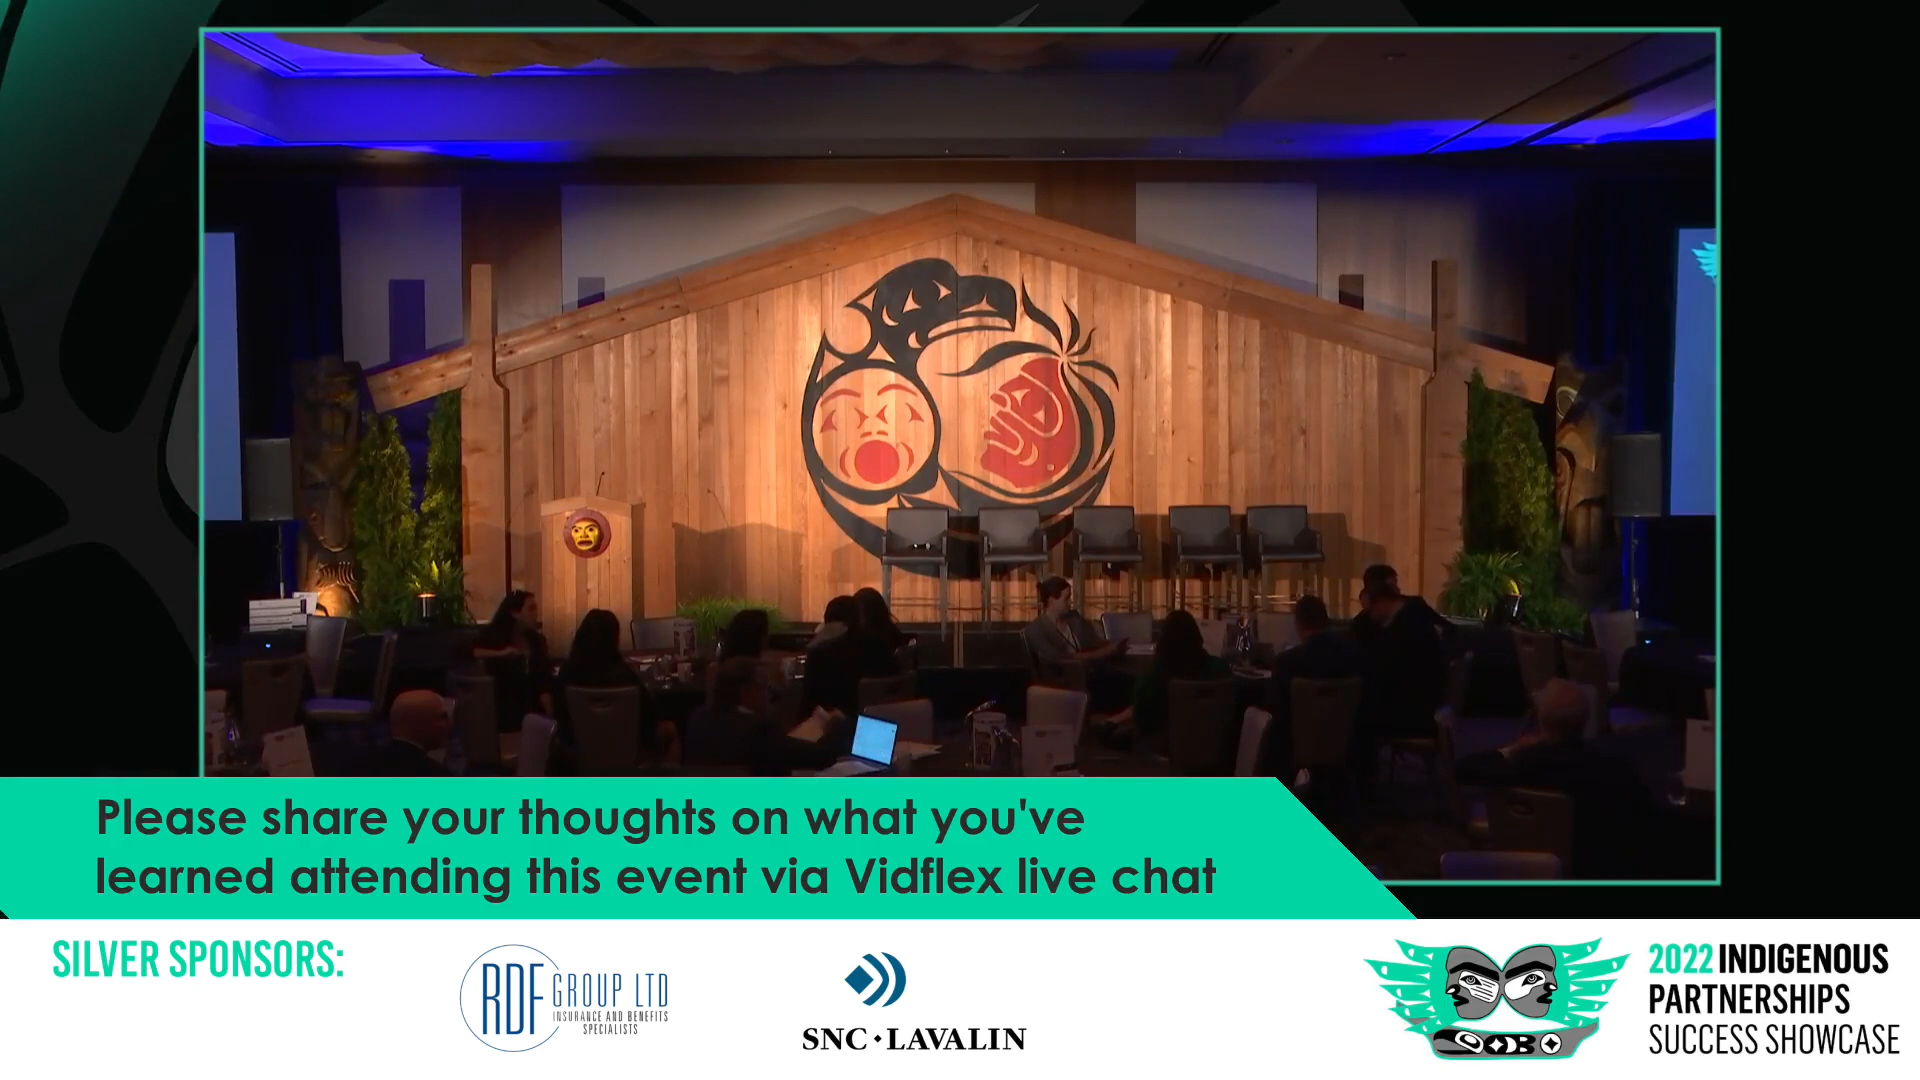 Please share your thoughts on what you've
learned attending this event via Vidflex live chat
SILVER SPONSORS:
RDF GROUP LTD
INSURANCE AND BENEFITS
SPECIALISTS
SNC·LAVALIN
2022 INDIGENOUS
PARTNERSHIPS
SUCCESS SHOWCASE